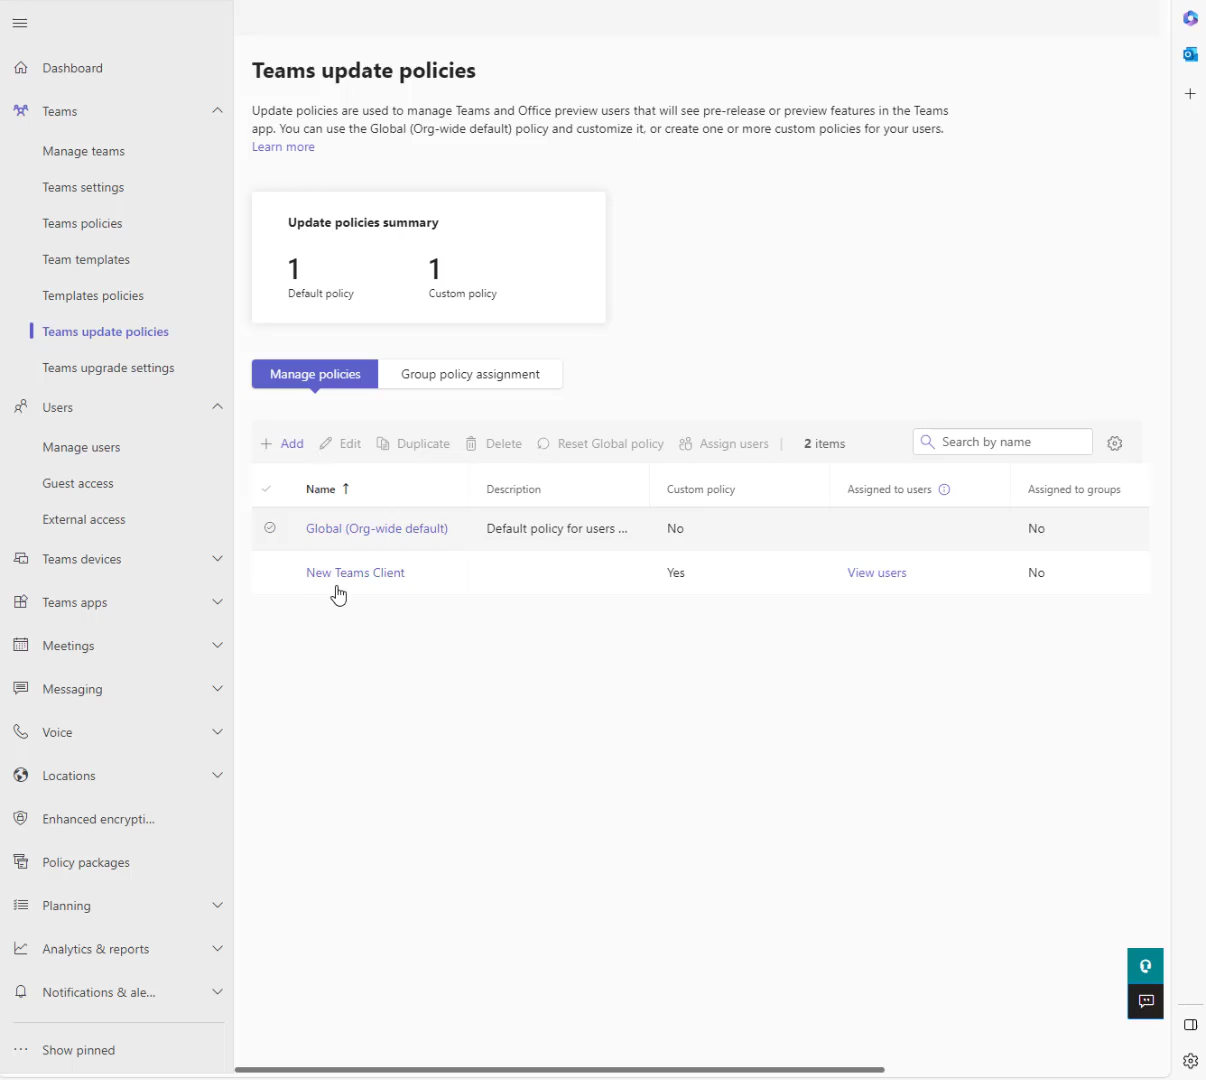 Dashboard
Teams
Manage teams
Teams settings
Teams policies
Team templates
Templates policies
Teams update policies
Teams upgrade settings
Users
Manage users
Guest access
External access
Teams devices
Teams apps
Meetings
Messaging
Voice
Locations
Enhanced encrypti...
Policy packages
Planning
Analytics & reports
Notifications & ale...
Show pinned
Teams update policies
Update policies are used to manage Teams and Office preview users that will see pre-release or preview features in the Teams
app. You can use the Global (Org-wide default) policy and customize it, or create one or more custom policies for your users.
Learn more
Update policies summary
1 1
Default policy Custom policy
Manage policies Group policy assignment
Add Edit Duplicate Delete Reset Global policy Assign users 2 items Search by name
Name ↑ Description Custom policy Assigned to users Assigned to groups
Global (Org-wide default) Default policy for users ... No No
New Teams Client Yes View users No